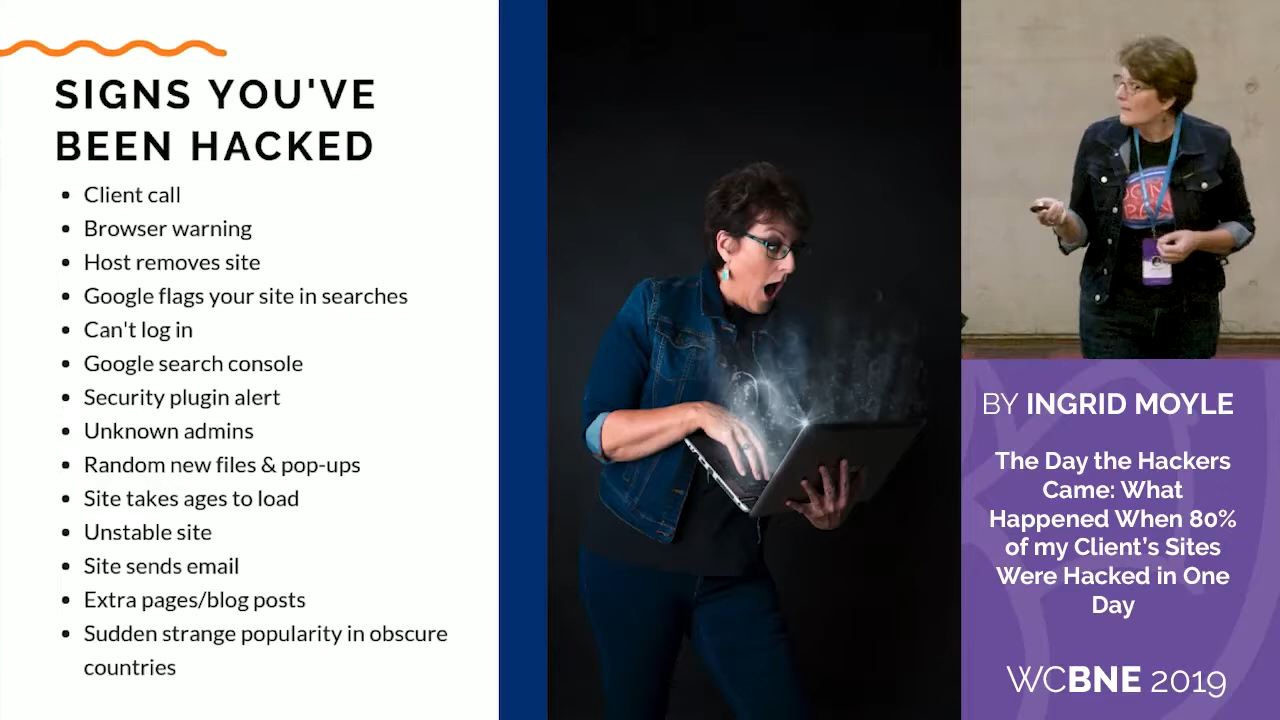 SIGNS YOU'VE
BEEN HACKED
• Client call
• Browser warning
• Host removes site
• Google flags your site in searches
• Can't log in
• Google search console
• Security plugin alert
• Unknown admins
• Random new files & pop-ups
• Site takes ages to load
• Unstable site
• Site sends email
• Extra pages/blog posts
• Sudden strange popularity in obscure
countries
BY INGRID MOYLE
The Day the Hackers
Came: What
Happened When 80%
of my Client's Sites
Were Hacked in One
Day
WCBNE 2019